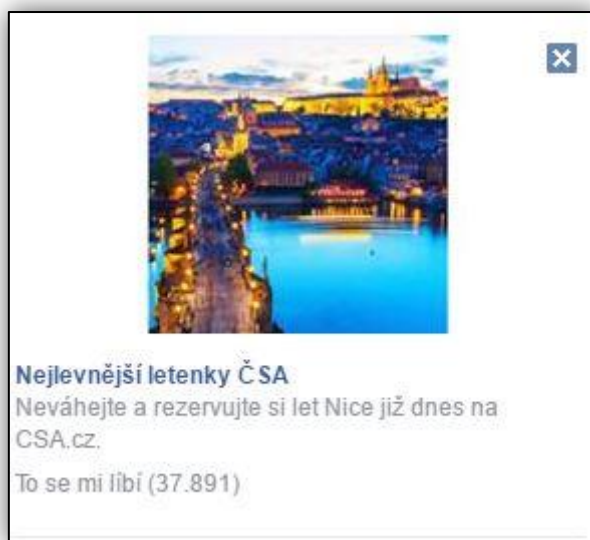 Nejlevnější letenky ČSA
Neváhejte a rezervujte si let Nice již dnes na
CSA.cz.
To se mi líbí (37.891)